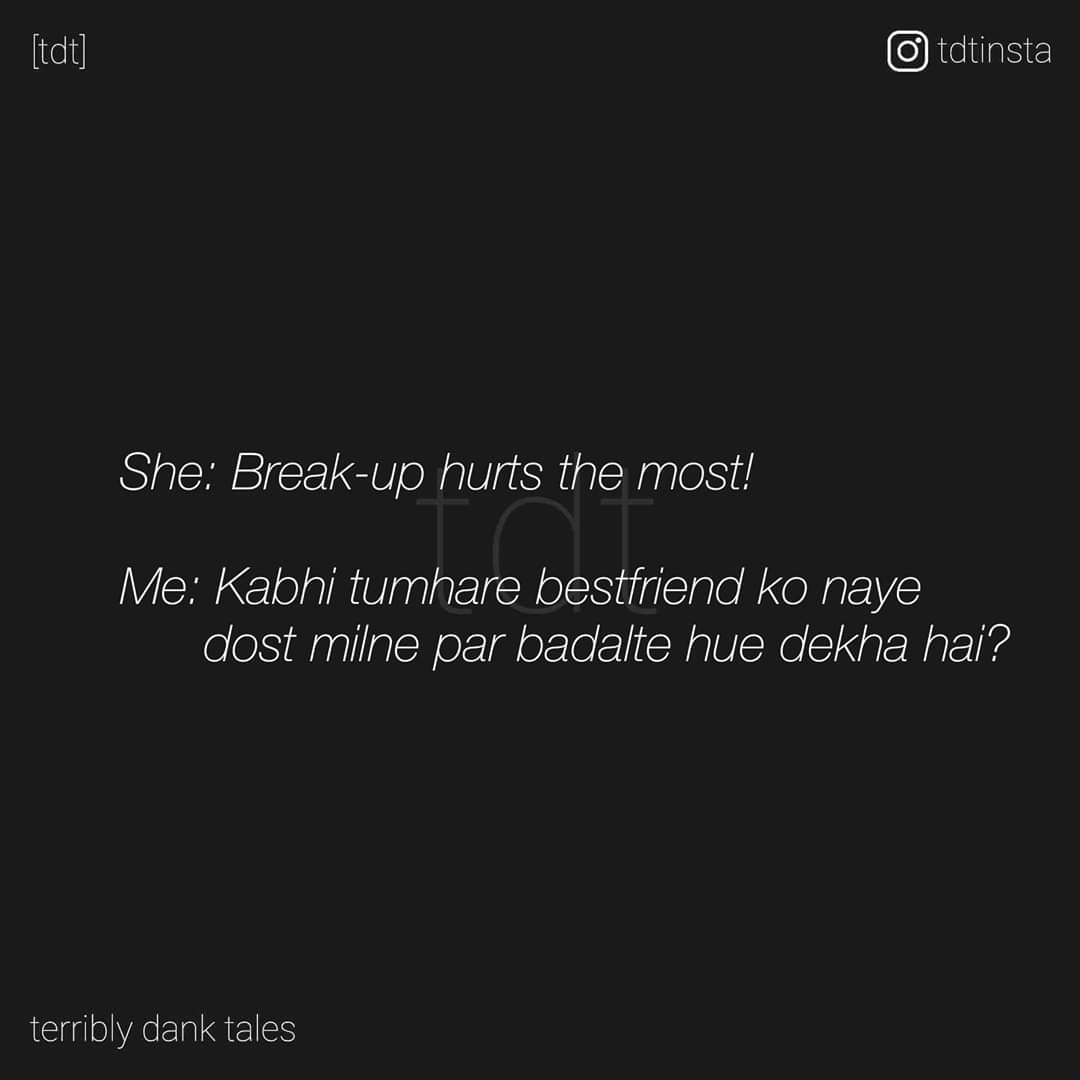 [tdt]
tdtinsta
She: Break-up hurts the most!
tdt
Me: Kabhi tumhare bestfriend ko naye
dost milne par badalte hue dekha hai?
terribly dank tales